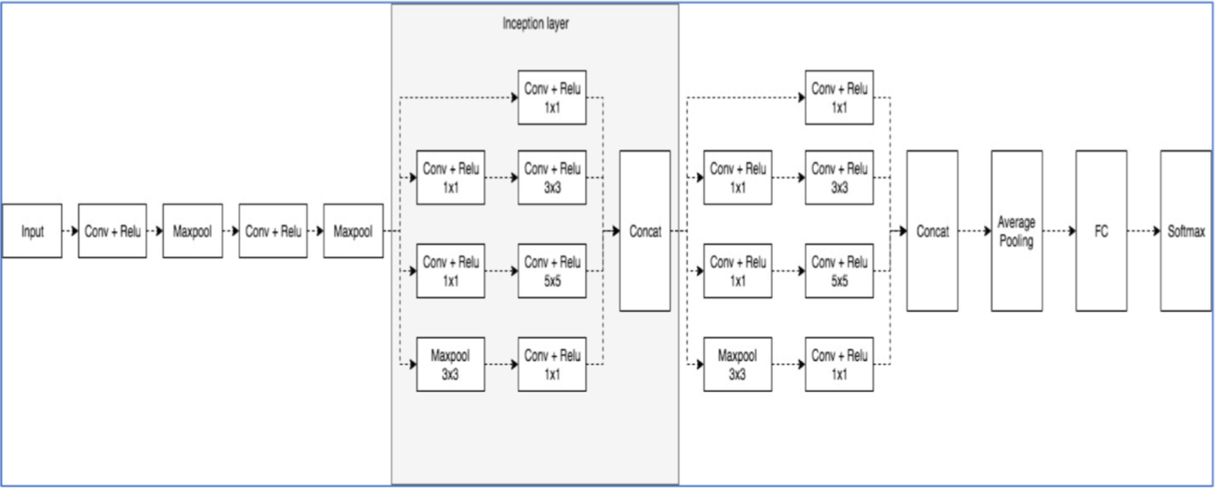 Inception layer
Input
Conv + Relu
Maxpool
Conv + Relu
Maxpool
Conv + Relu
1x1
Conv + Relu
1x1
Conv + Relu
3x3
Conv + Relu
1x1
Conv + Relu
5x5
Maxpool
3x3
Conv + Relu
1x1
Concat
Conv + Relu
1x1
Conv + Relu
1x1
Conv + Relu
3x3
Conv + Relu
1x1
Conv + Relu
5x5
Maxpool
3x3
Conv + Relu
1x1
Concat
Average
Pooling
FC
Softmax